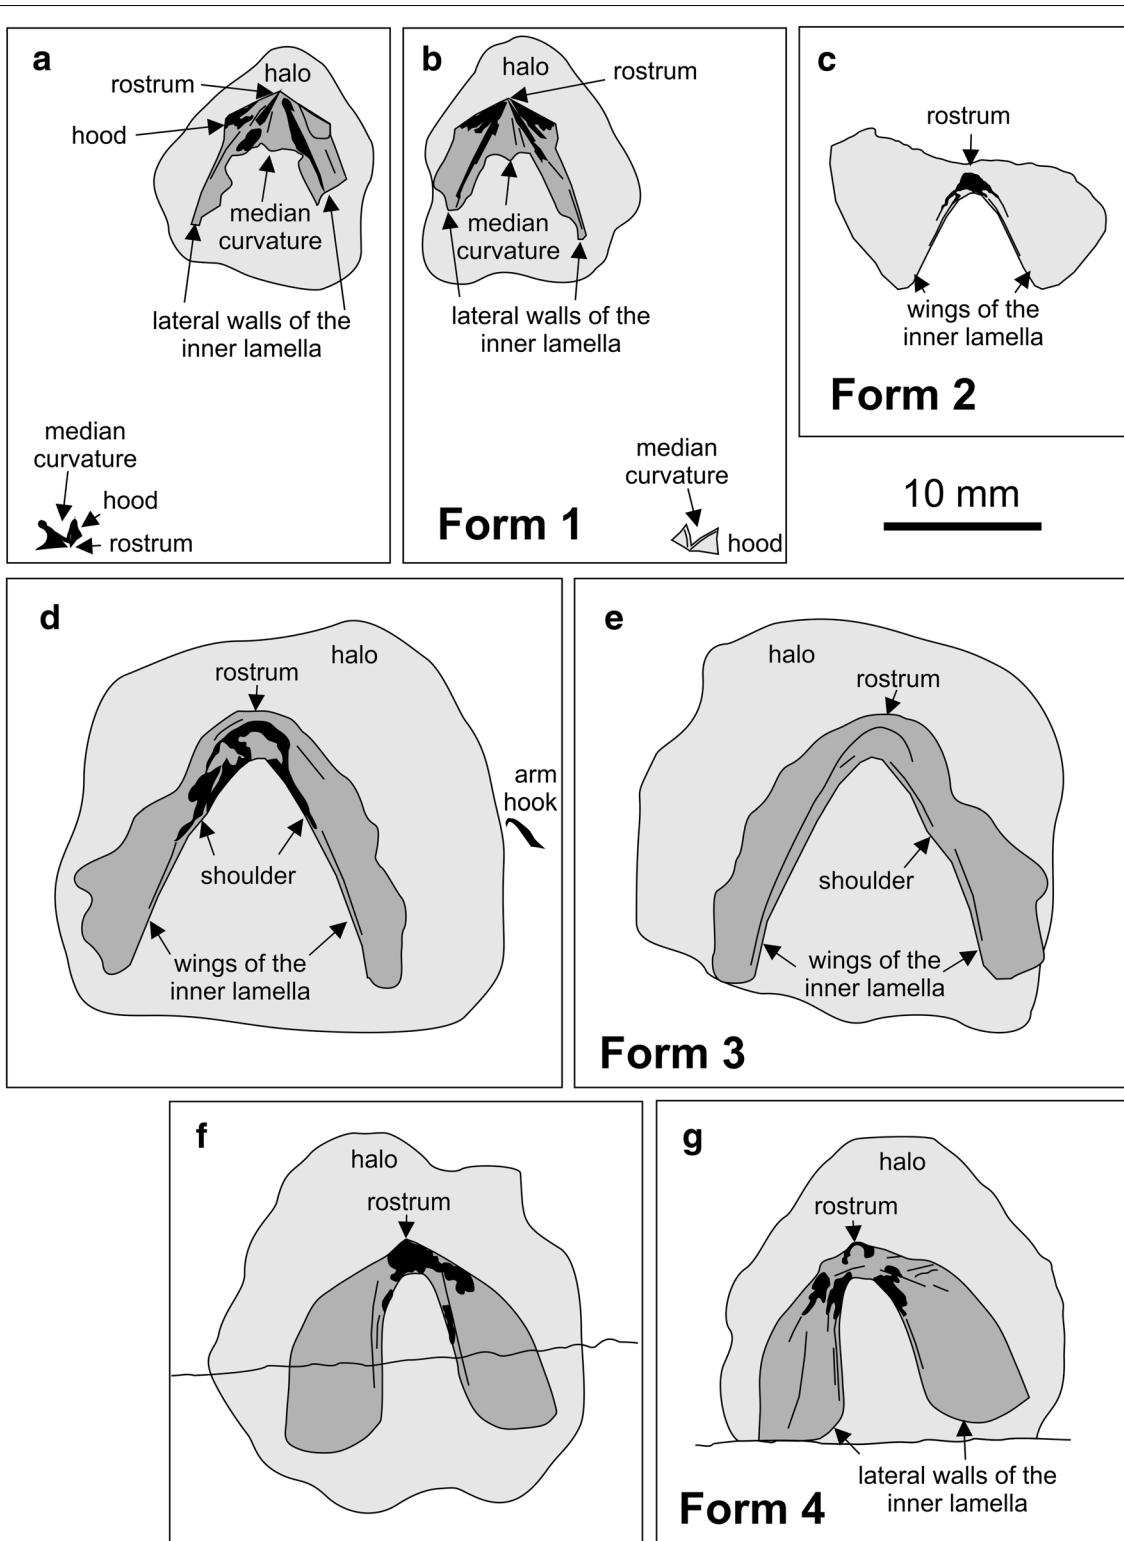 a
halo
rostrum
hood
median
curvature
lateral walls of the
inner lamella
median
curvature
hood
rostrum
b
halo
rostrum
median
curvature
lateral walls of the
inner lamella
median
curvature
Form 1
hood
c
rostrum
wings of the
inner lamella
Form 2
10 mm
d
halo
rostrum
arm
hook
shoulder
wings of the
inner lamella
e
halo
rostrum
shoulder
wings of the
inner lamella
Form 3
f
halo
rostrum
g
halo
rostrum
lateral walls of the
inner lamella
Form 4